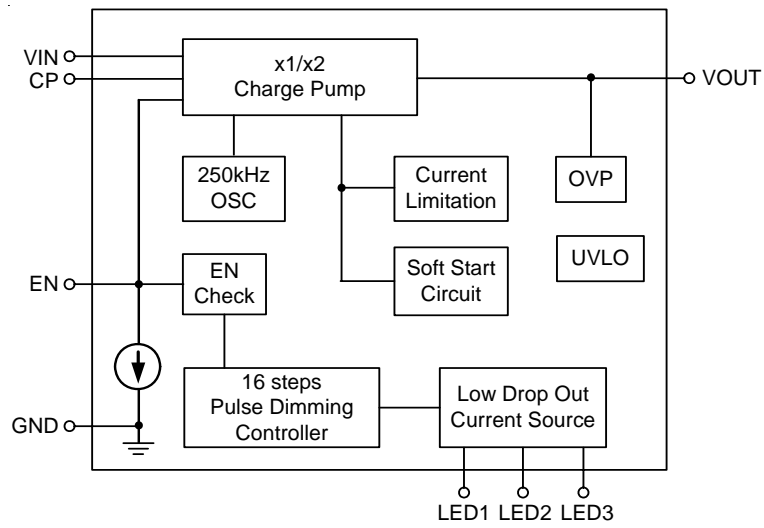 VIN
CP
x1/x2
Charge Pump
VOUT
250kHz
OSC
Current
Limitation
OVP
EN
EN
Check
Soft Start
Circuit
UVLO
16 steps
Pulse Dimming
Controller
Low Drop Out
Current Source
GND
LED1 LED2 LED3